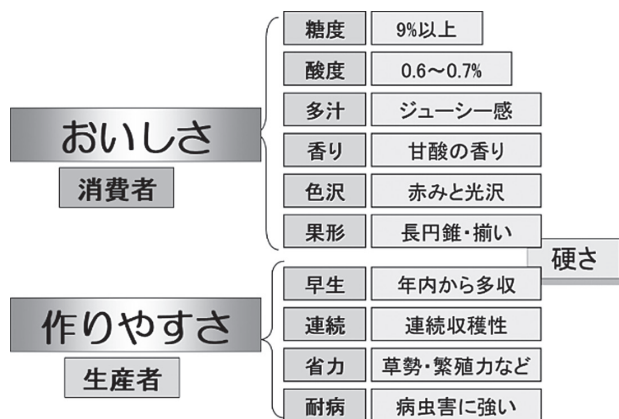 おいしさ
消費者
糖度 9%以上
酸度 0.6～0.7%
多汁 ジューシー感
香り 甘酸の香り
色沢 赤みと光沢
果形 長円錐・揃い
硬さ
作りやすさ
生産者
早生 年内から多収
連続 連続収穫性
省力 草勢・繁殖力など
耐病 病虫害に強い